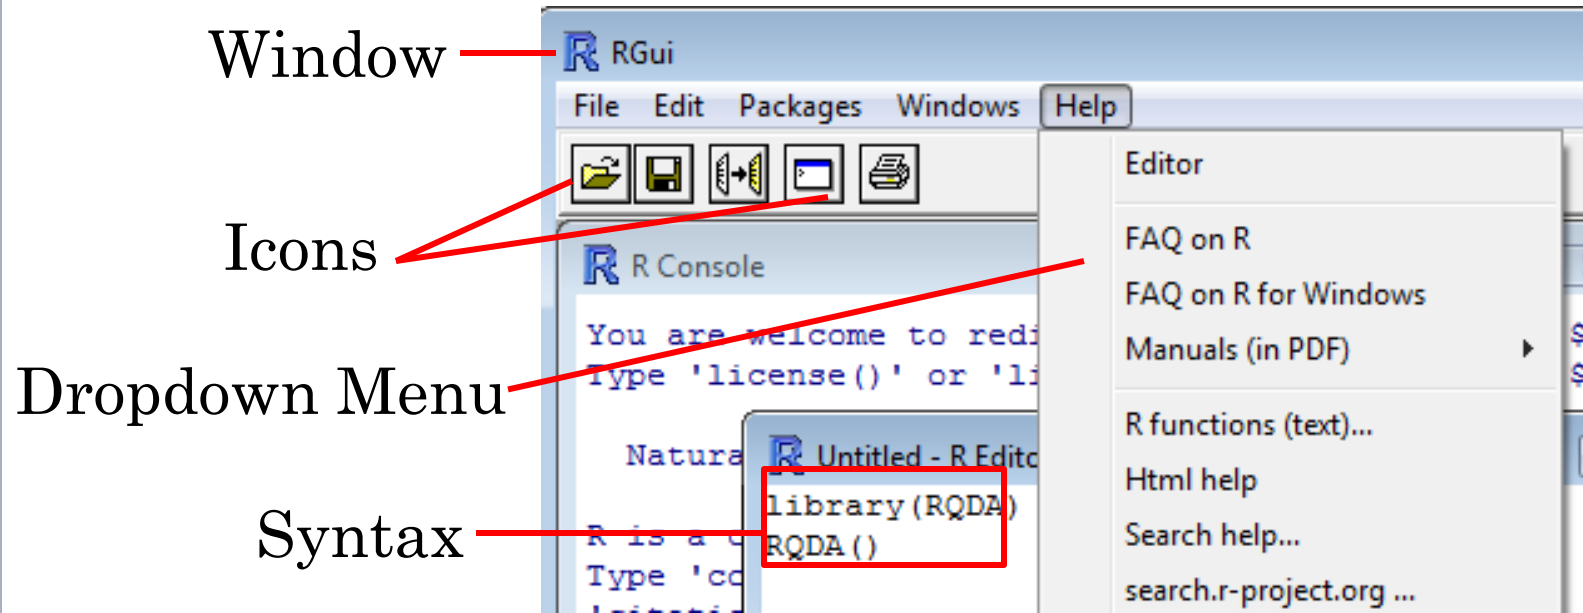 Window
Icons
Dropdown Menu
Syntax
RGui
File Edit Packages Windows Help
Editor
FAQ on R
FAQ on R for Windows
Manuals (in PDF)
R functions (text)...
Html help
Search help...
search.r-project.org ...
R Console
You are welcome to redi
Type 'license()' or 'li
Natura
R is a c
Type 'co
Untitled - R Edito
library(RQDA)
RQDA()
$
$